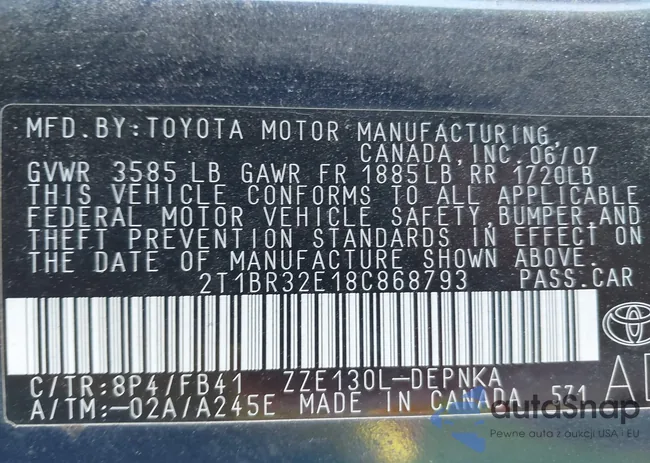 MFD. BY: TOYOTA MOTOR MANUFACTURING,
CANADA, INC. 06/07
GVWR 3585 LB GAWR FR 1885LB RR 1720LB
THIS VEHICLE CONFORMS TO ALL APPLICABLE
FEDERAL MOTOR VEHICLE SAFETY, BUMPER, AND
THEFT PREVENTION STANDARDS IN EFFECT ON
THE DATE OF MANUFACTURE SHOWN ABOVE.
2T1BR32E18C868793 PASS. CAR
C/TR: 8P4/FB41 ZZE130L-DEPNKA
A/TM: -02A/A245E MADE IN CANADA 571
autoSnap
Pewne auta z aukcji USA i EU